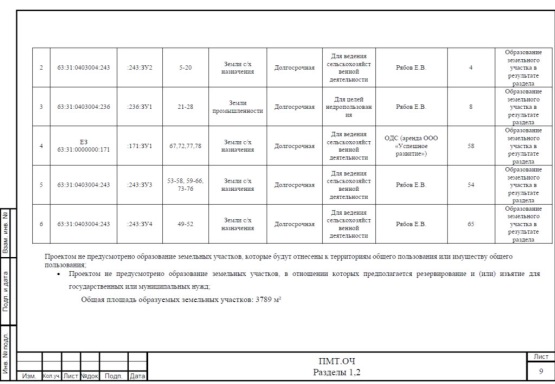 2 63:31:0403004:243 :243:ЗУ2 5-20 Земли с/х назначения Долгосрочная Для ведения сельскохозяйственной деятельности Рябов Е.В. 4 Образование земельного участка в результате раздела
3 63:31:0403004:236 :236:ЗУ1 21-28 Земли промышленности Долгосрочная Для целей недропользования Рябов Е.В. 8 Образование земельного участка в результате раздела
4 ЕЗ 63:31:0000000:171 :171:ЗУ1 67,72,77,78 Земли с/х назначения Долгосрочная Для ведения сельскохозяйственной деятельности ОДС (аренда ООО «Успешное развитие») 58 Образование земельного участка в результате раздела
5 63:31:0403004:243 :243:ЗУ3 53-58, 59-66, 73-76 Земли с/х назначения Долгосрочная Для ведения сельскохозяйственной деятельности Рябов Е.В. 54 Образование земельного участка в результате раздела
6 63:31:0403004:243 :243:ЗУ4 49-52 Земли с/х назначения Долгосрочная Для ведения сельскохозяйственной деятельности Рябов Е.В. 65 Образование земельного участка в результате раздела
Проектом не предусмотрено образование земельных участков, которые будут отнесены к территориям общего пользования или имуществу общего
пользования;
• Проектом не предусмотрено образование земельных участков, в отношении которых предполагается резервирование и (или) изъятие для
государственных или муниципальных нужд;
Общая площадь образуемых земельных участков: 3789 м²
Взам. инв. №
Подп. и дата
Инв. № подл.
Изм. Кол.уч. Лист №док Подп. Дата
ПМТ.ОЧ
Разделы 1.2
Лист
9